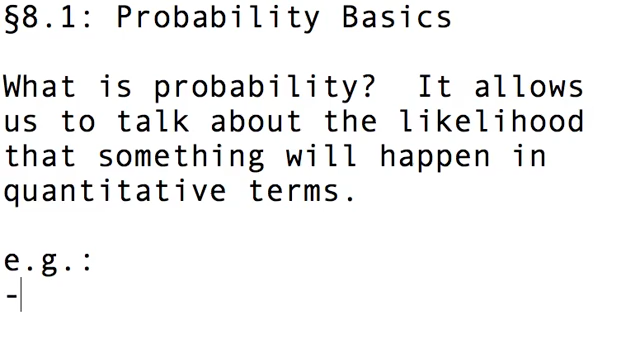 §8.1: Probability Basics
What is probability?  It allows
us to talk about the likelihood
that something will happen in
quantitative terms.
e.g.:
-